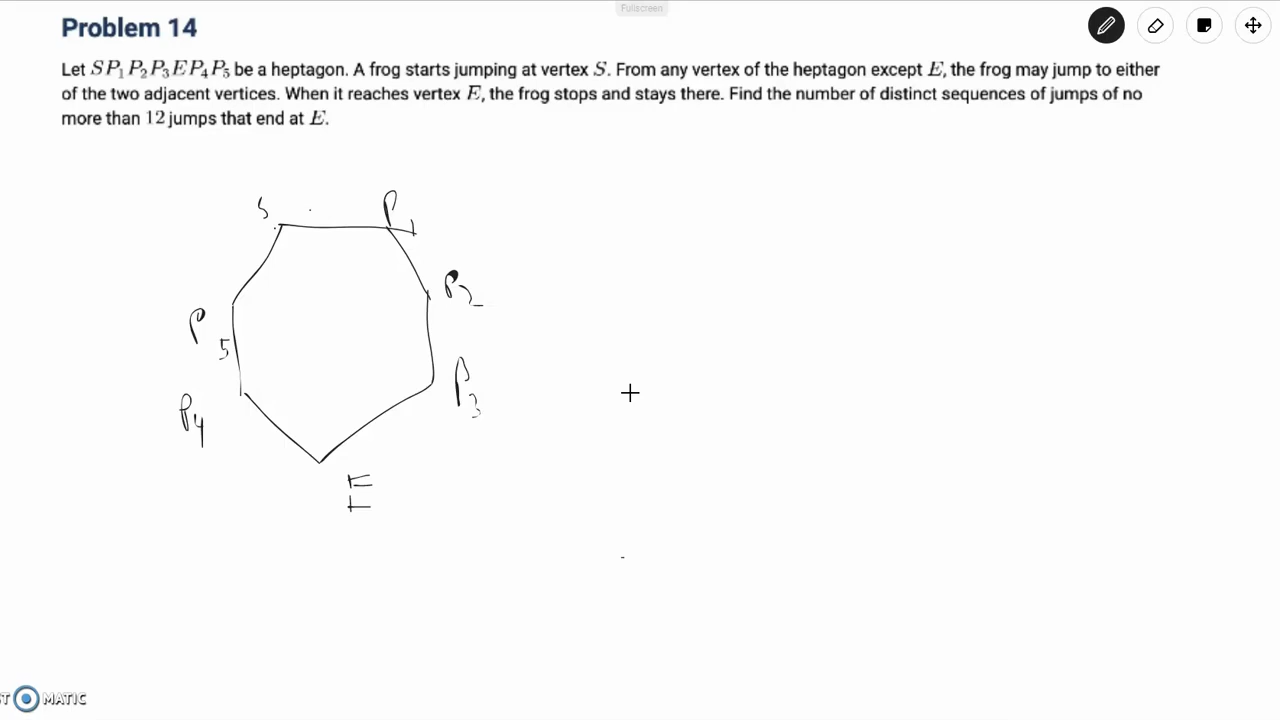 Fullscreen
Problem 14
Let SP₁P₂P₃EP₄P₅ be a heptagon. A frog starts jumping at vertex S. From any vertex of the heptagon except E, the frog may jump to either
of the two adjacent vertices. When it reaches vertex E, the frog stops and stays there. Find the number of distinct sequences of jumps of no
more than 12 jumps that end at E.
S P₁
P₂
P₅
P₃
P₄
E
MATIC